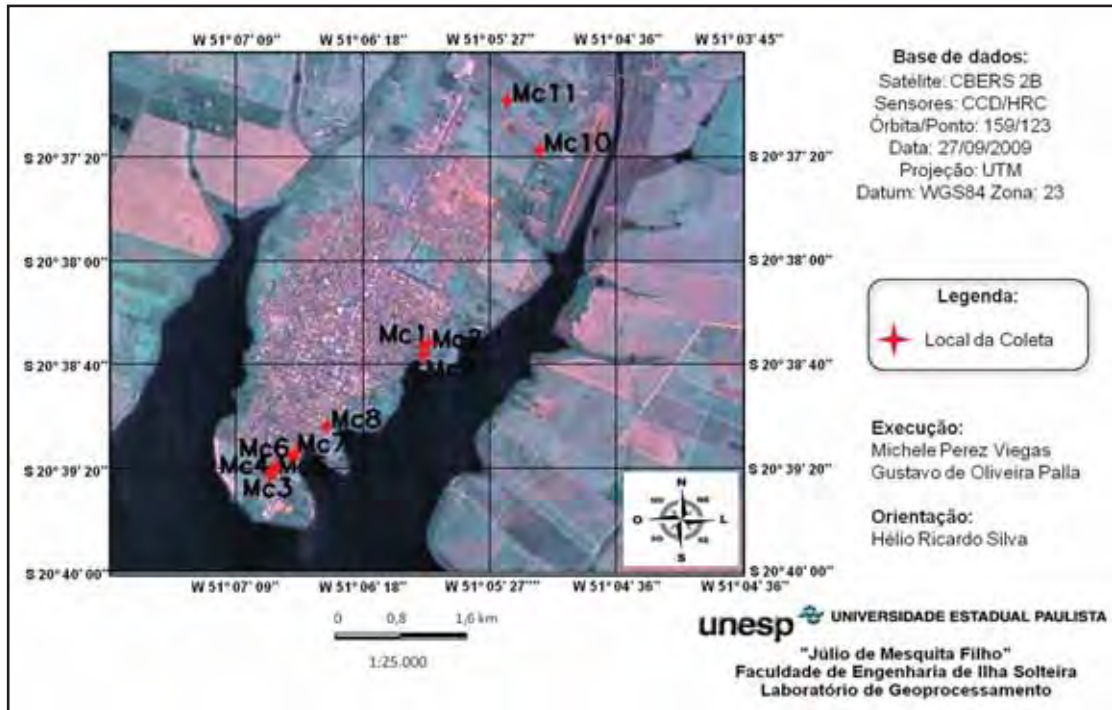 W 51° 07' 09" W 51° 06' 18" W 51° 05' 27" W 51° 04' 36" W 51° 03' 45"
Mc11
Mc10
S 20° 37' 20" S 20° 37' 20"
S 20° 38' 00" S 20° 38' 00"
Mc1
S 20° 38' 40" S 20° 38' 40"
Mc8
Mc7
Mc6
Mc4
S 20° 39' 20" S 20° 39' 20"
Mc3
N
NO NE
O L
SO SE
S
S 20° 40' 00" S 20° 40' 00"
W 51° 07' 09" W 51° 06' 18" W 51° 05' 27''' W 51° 04' 36" W 51° 04' 36"
0 0,8 1,6 km
1:25.000
Base de dados:
Satélite: CBERS 2B
Sensores: CCD/HRC
Órbita/Ponto: 159/123
Data: 27/09/2009
Projeção: UTM
Datum: WGS84 Zona: 23
Legenda:
Local da Coleta
Execução:
Michele Perez Viegas
Gustavo de Oliveira Palla
Orientação:
Hélio Ricardo Silva
unesp UNIVERSIDADE ESTADUAL PAULISTA
"Júlio de Mesquita Filho"
Faculdade de Engenharia de Ilha Solteira
Laboratório de Geoprocessamento